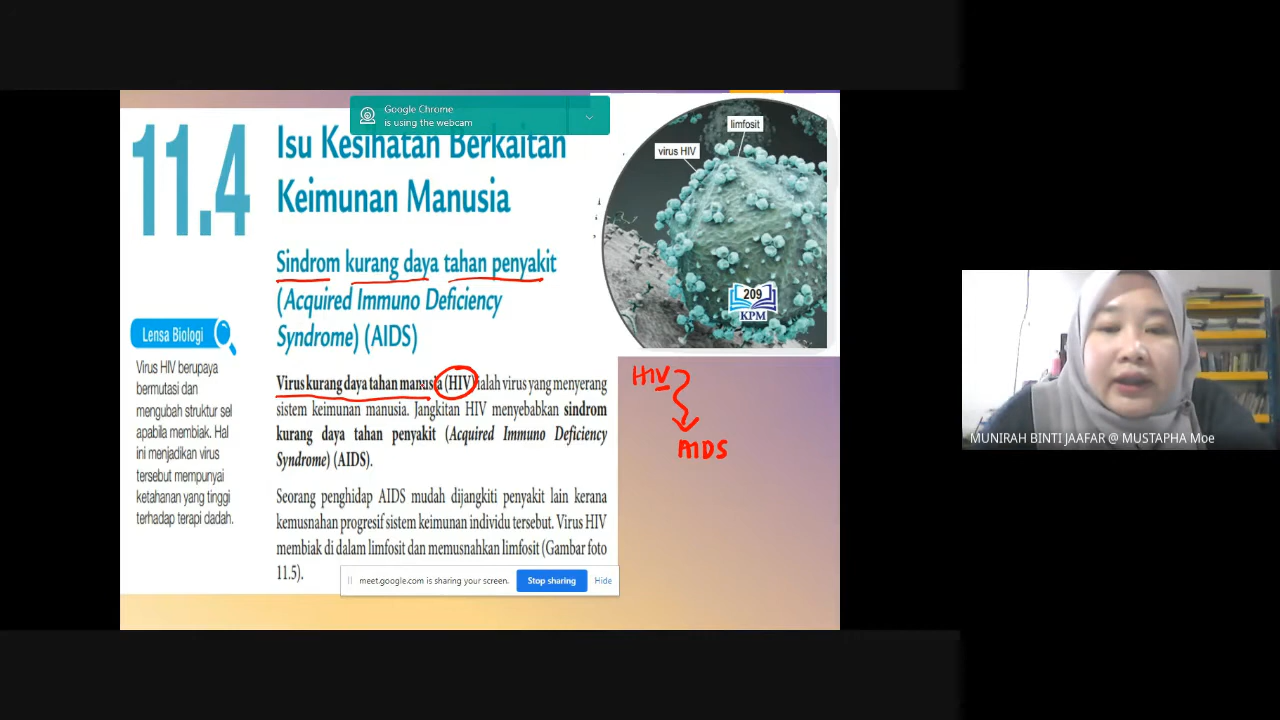 Google Chrome
is using the webcam
11.4
Isu Kesihatan Berkaitan
Keimunan Manusia
limfosit
virus HIV
209
KPM
Sindrom kurang daya tahan penyakit
(Acquired Immuno Deficiency
Syndrome) (AIDS)
Lensa Biologi
Virus HIV berupaya
bermutasi dan
mengubah struktur sel
apabila membiak. Hal
ini menjadikan virus
tersebut mempunyai
ketahanan yang tinggi
terhadap terapi dadah.
Virus kurang daya tahan manusia (HIV) ialah virus yang menyerang
sistem keimunan manusia. Jangkitan HIV menyebabkan sindrom
kurang daya tahan penyakit (Acquired Immuno Deficiency
Syndrome) (AIDS).
Seorang penghidap AIDS mudah dijangkiti penyakit lain kerana
kemusnahan progresif sistem keimunan individu tersebut. Virus HIV
membiak di dalam limfosit dan memusnahkan limfosit (Gambar foto
11.5).
HIV
AIDS
meet.google.com is sharing your screen.
Stop sharing
Hide
MUNIRAH BINTI JAAFAR @ MUSTAPHA Moe